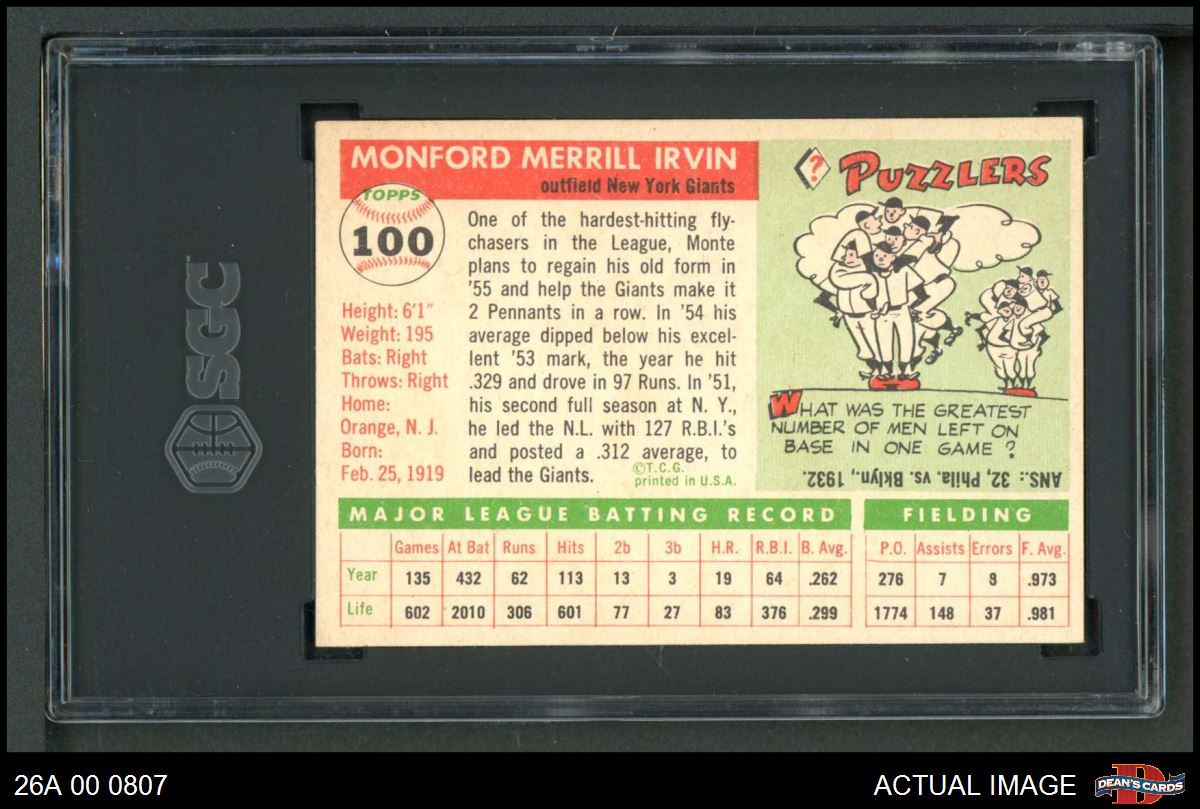 SGC
MONFORD MERRILL IRVIN
outfield New York Giants
TOPPS
100
Height: 6'1"
Weight: 195
Bats: Right
Throws: Right
Home:
Orange, N. J.
Born:
Feb. 25, 1919
One of the hardest-hitting fly-
chasers in the League, Monte
plans to regain his old form in
'55 and help the Giants make it
2 Pennants in a row. In '54 his
average dipped below his excel-
lent '53 mark, the year he hit
.329 and drove in 97 Runs. In '51,
his second full season at N. Y.,
he led the N.L. with 127 R.B.I.'s
and posted a .312 average, to
lead the Giants.
©T.C.G.
printed in U.S.A.
? PUZZLERS
WHAT WAS THE GREATEST
NUMBER OF MEN LEFT ON
BASE IN ONE GAME?
ANS.: 32, Phila. vs. Bklyn., 1932.
MAJOR LEAGUE BATTING RECORD FIELDING
Games At Bat Runs Hits 2b 3b H.R. R.B.I. B. Avg. P.O. Assists Errors F. Avg.
Year 135 432 62 113 13 3 19 64 .262 276 7 8 .973
Life 602 2010 306 601 77 27 83 376 .299 1774 148 37 .981
26A 00 0807
ACTUAL IMAGE
D
DEAN'S CARDS